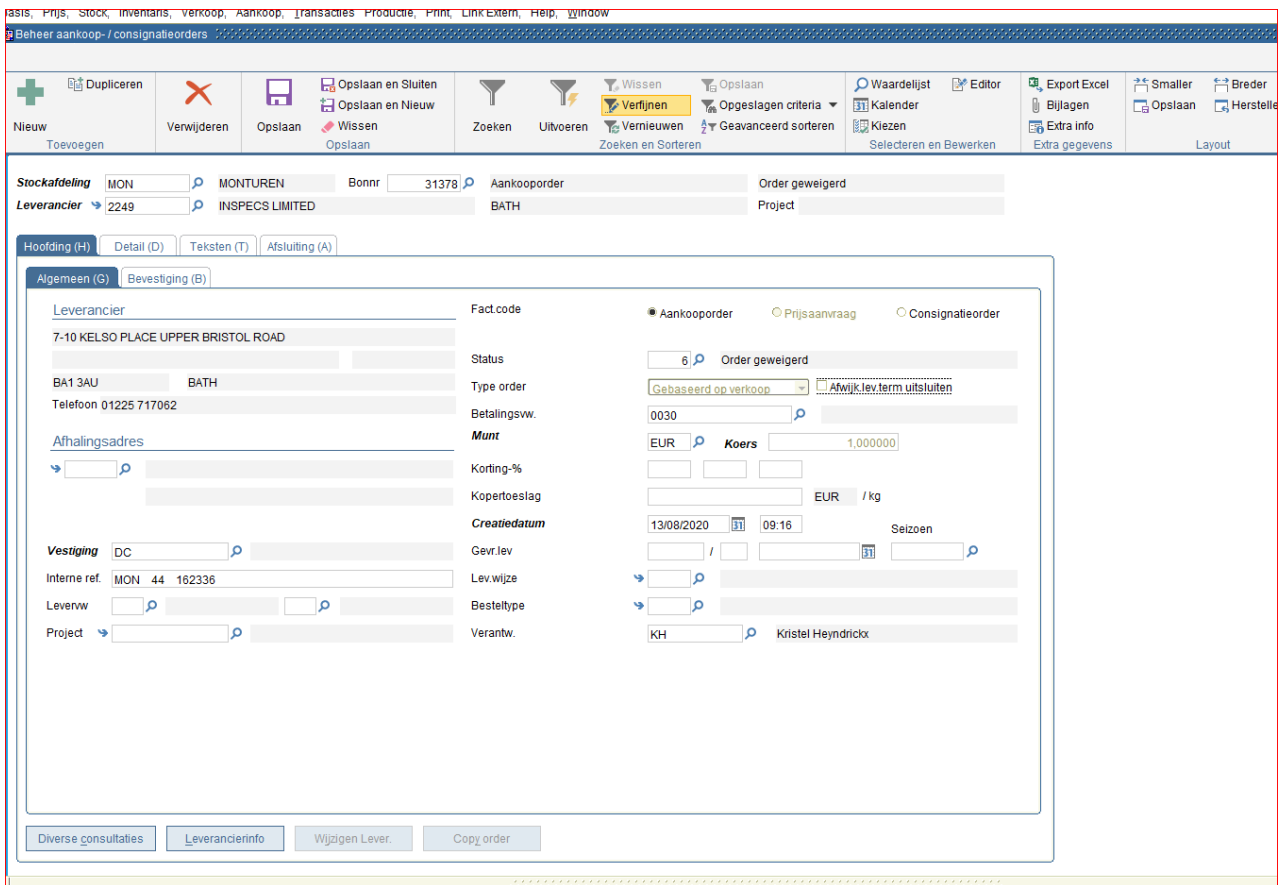 Basis, Prijs, Stock, Inventaris, Verkoop, Aankoop, Transacties Productie, Print, Link Extern, Help, Window
Beheer aankoop- / consignatieorders
Dupliceren Opslaan en Sluiten Wissen Opslaan Waardelijst Editor Export Excel Smaller Breder
Opslaan en Nieuw Verfijnen Opgeslagen criteria 31 Kalender Bijlagen Opslaan Herstelle
Nieuw Verwijderen Opslaan Wissen Zoeken Uitvoeren Vernieuwen Geavanceerd sorteren Kiezen Extra info
Toevoegen Opslaan Zoeken en Sorteren Selecteren en Bewerken Extra gegevens Layout
Stockafdeling MON MONTUREN Bonnr 31378 Aankooporder Order geweigerd
Leverancier 2249 INSPECS LIMITED BATH Project
Hoofding (H) Detail (D) Teksten (T) Afsluiting (A)
Algemeen (G) Bevestiging (B)
Leverancier Fact.code Aankooporder Prijsaanvraag Consignatieorder
7-10 KELSO PLACE UPPER BRISTOL ROAD
Status 6 Order geweigerd
BA1 3AU BATH Type order Gebaseerd op verkoop Afwijk.lev.term uitsluiten
Telefoon 01225 717062 Betalingsvw. 0030
Afhalingsadres Munt EUR Koers 1,000000
Korting-%
Kopertoeslag EUR / kg
Creatiedatum 13/08/2020 31 09:16 Seizoen
Vestiging DC Gevr.lev / 31
Interne ref. MON 44 162336 Lev.wijze
Levervw Besteltype
Project Verantw. KH Kristel Heyndrickx
Diverse consultaties Leverancierinfo Wijzigen Lever. Copy order